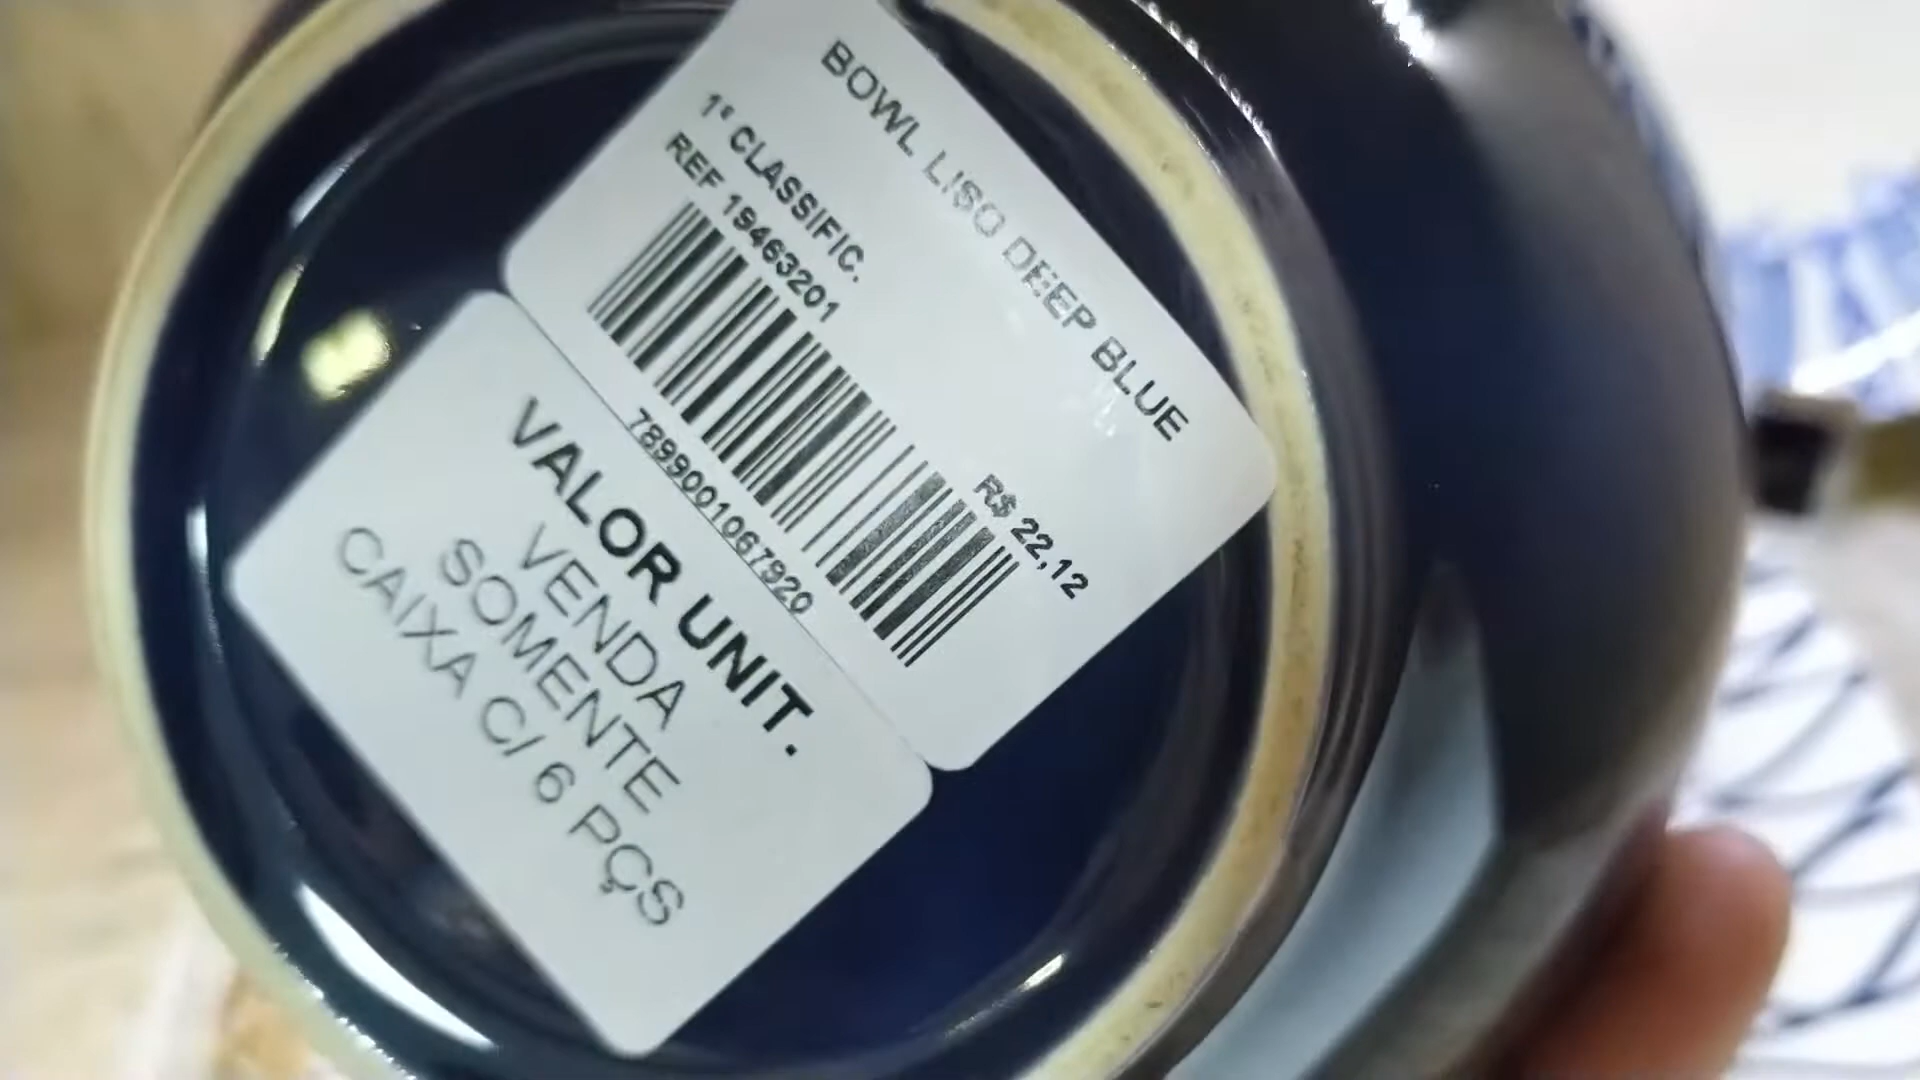 BOWL LISO DEEP BLUE
1ª CLASSIFIC.
REF 19463201
R$ 22,12
7899001067920
VALOR UNIT.
VENDA
SOMENTE
CAIXA C/ 6 PÇS